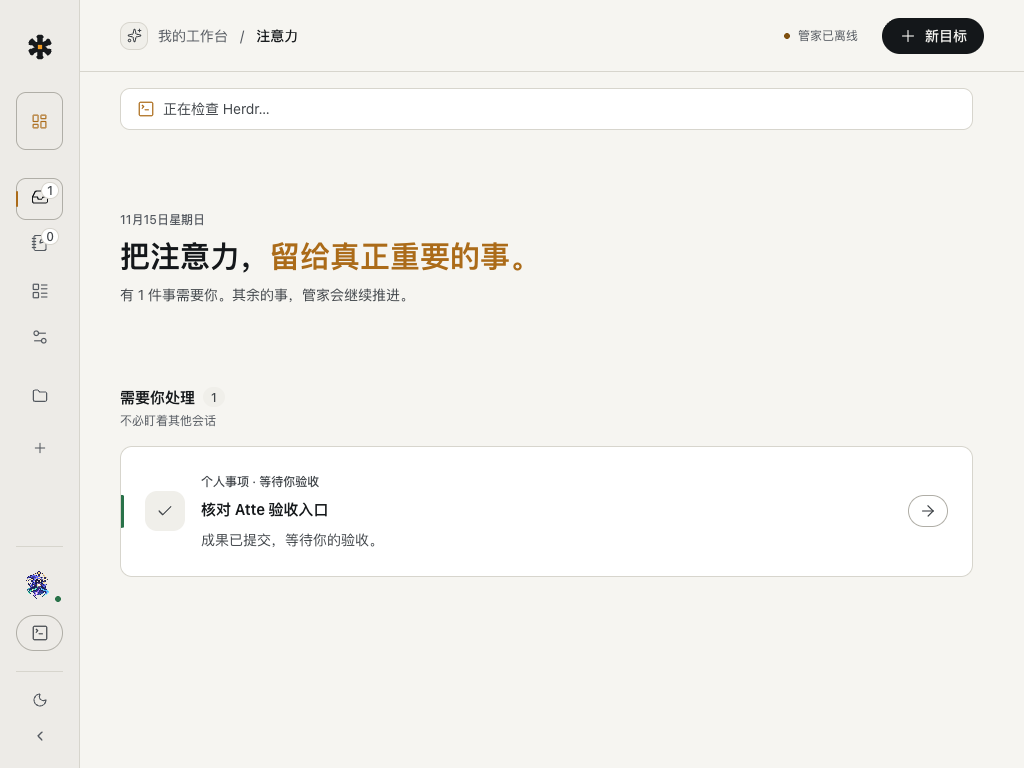 我的工作台 / 注意力
管家已离线
新目标
1
0
正在检查 Herdr...
11月15日星期日
把注意力，留给真正重要的事。
有 1 件事需要你。其余的事，管家会继续推进。
需要你处理 1
不必盯着其他会话
个人事项 · 等待你验收
核对 Atte 验收入口
成果已提交，等待你的验收。